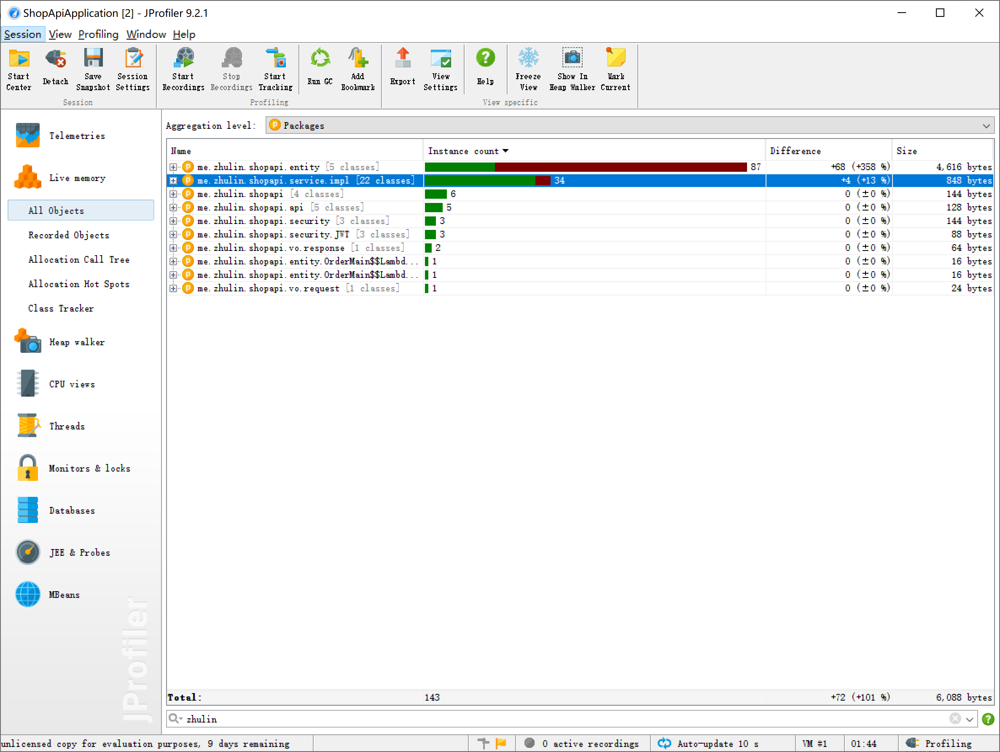 ShopApiApplication [2] - JProfiler 9.2.1
Session View Profiling Window Help
Start Center Detach Save Snapshot Session Settings Start Recordings Stop Recordings Start Tracking Run GC Add Bookmark Export View Settings Help Freeze View Show In Heap Walker Mark Current
Session Profiling View specific
Telemetries
Live memory
All Objects
Recorded Objects
Allocation Call Tree
Allocation Hot Spots
Class Tracker
Heap walker
CPU views
Threads
Monitors & locks
Databases
JEE & Probes
MBeans
JProfiler
Aggregation level: Packages
Name Instance count Difference Size
me.zhulin.shopapi.entity [5 classes] 87 +68 (+358 %) 4,616 bytes
me.zhulin.shopapi.service.impl [22 classes] 34 +4 (+13 %) 848 bytes
me.zhulin.shopapi [4 classes] 6 0 (±0 %) 144 bytes
me.zhulin.shopapi.api [5 classes] 5 0 (±0 %) 128 bytes
me.zhulin.shopapi.security [3 classes] 3 0 (±0 %) 144 bytes
me.zhulin.shopapi.security.JWT [3 classes] 3 0 (±0 %) 88 bytes
me.zhulin.shopapi.vo.response [1 classes] 2 0 (±0 %) 64 bytes
me.zhulin.shopapi.entity.OrderMain$$Lambd... 1 0 (±0 %) 16 bytes
me.zhulin.shopapi.entity.OrderMain$$Lambd... 1 0 (±0 %) 16 bytes
me.zhulin.shopapi.vo.request [1 classes] 1 0 (±0 %) 24 bytes
Total: 143 +72 (+101 %) 6,088 bytes
zhulin
unlicensed copy for evaluation purposes, 9 days remaining 0 active recordings Auto-update 10 s VM #1 01:44 Profiling